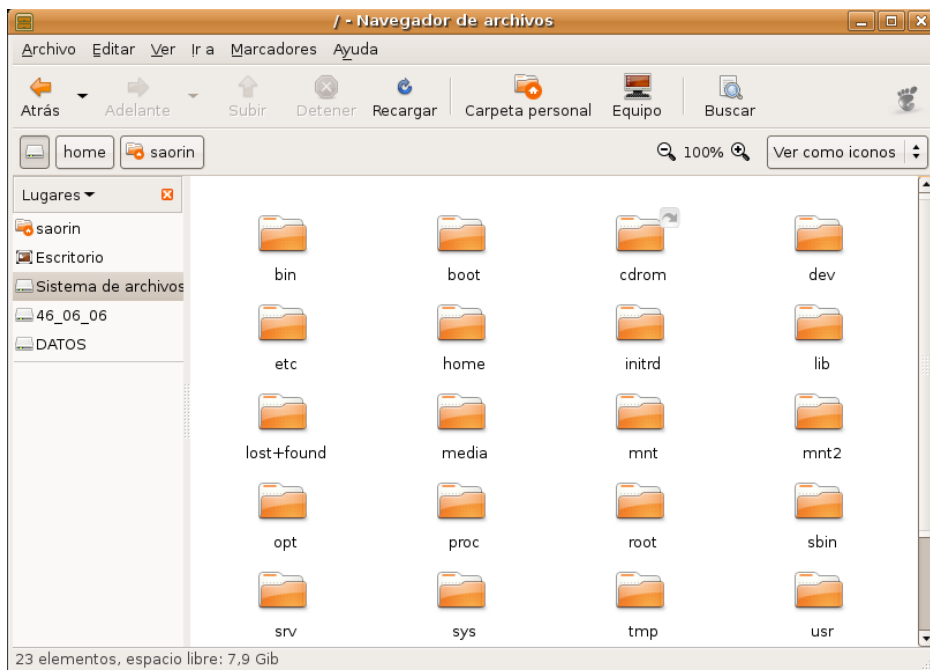 / - Navegador de archivos
Archivo Editar Ver Ir a Marcadores Ayuda
Atrás Adelante Subir Detener Recargar Carpeta personal Equipo Buscar
home saorin 100% Ver como iconos
Lugares
saorin
Escritorio
Sistema de archivos
46_06_06
DATOS
bin boot cdrom dev
etc home initrd lib
lost+found media mnt mnt2
opt proc root sbin
srv sys tmp usr
23 elementos, espacio libre: 7,9 Gib